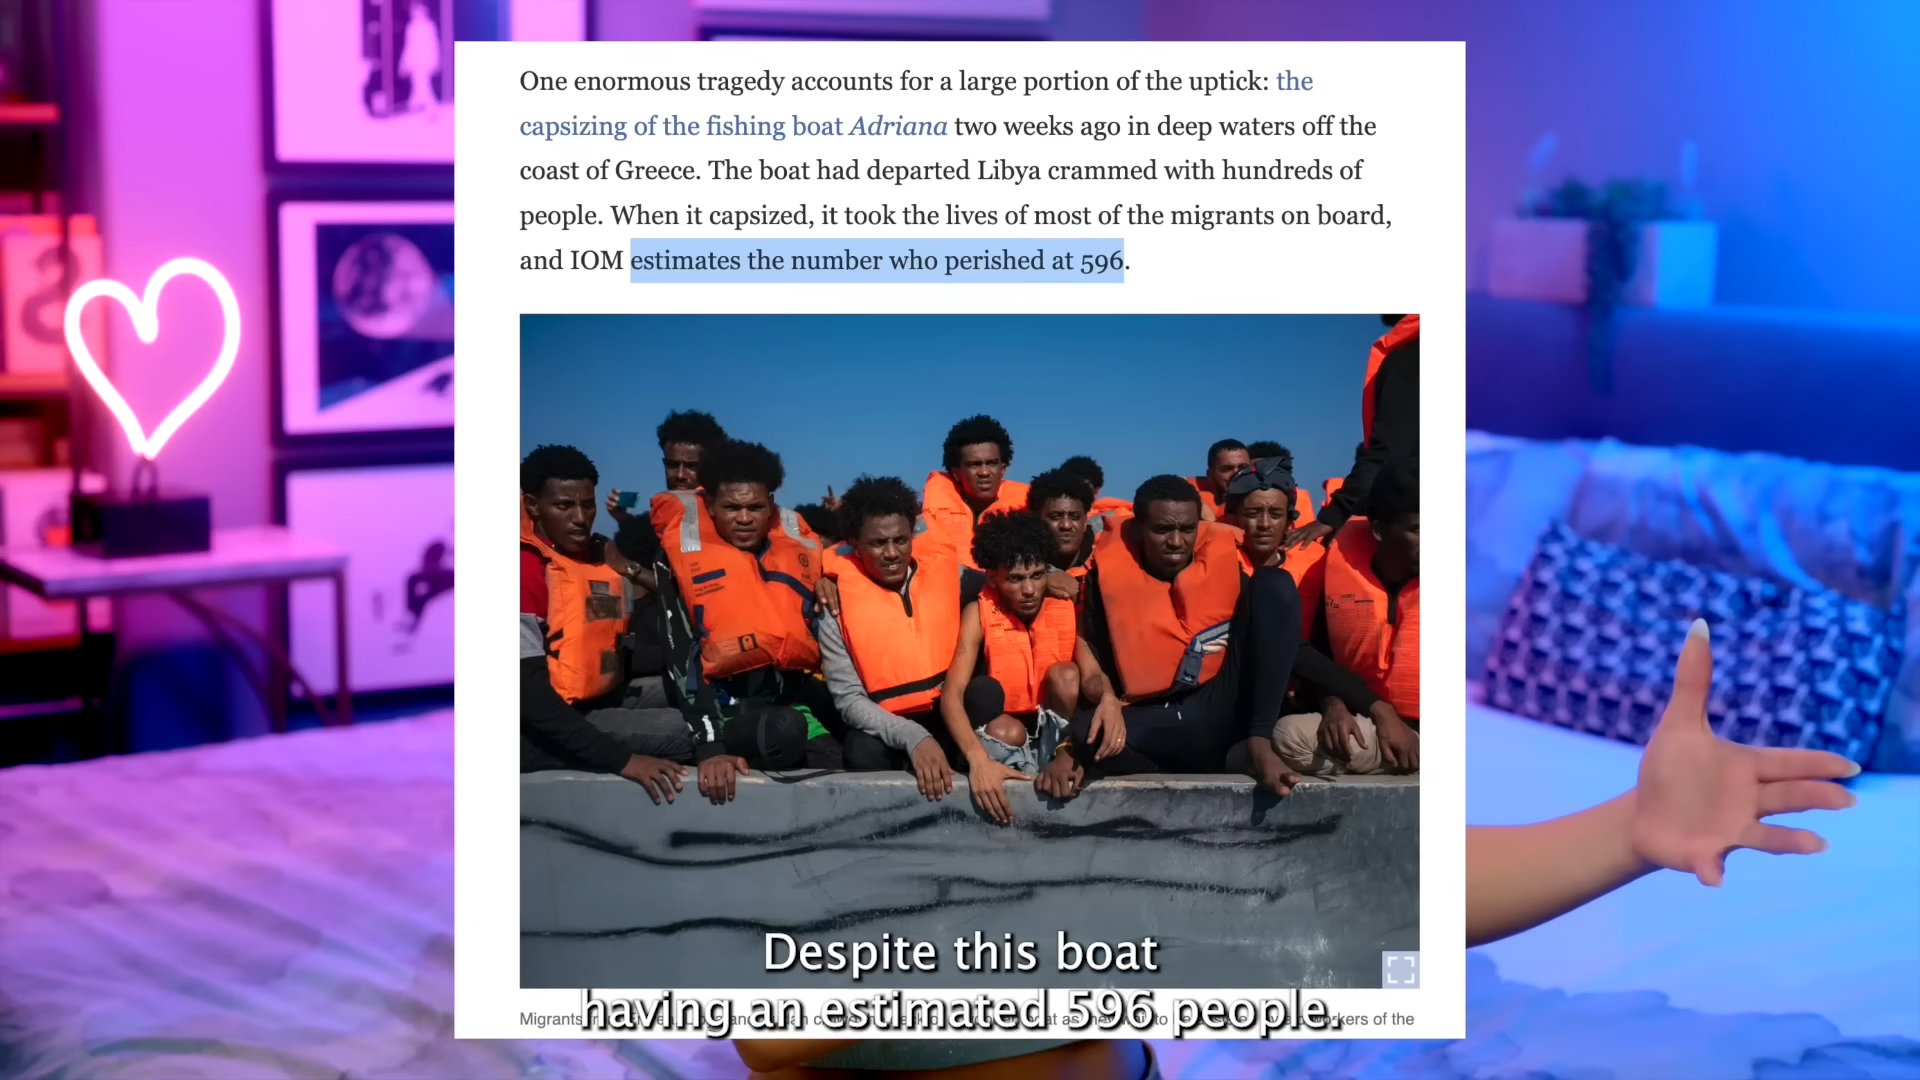 One enormous tragedy accounts for a large portion of the uptick: the
capsizing of the fishing boat Adriana two weeks ago in deep waters off the
coast of Greece. The boat had departed Libya crammed with hundreds of
people. When it capsized, it took the lives of most of the migrants on board,
and IOM estimates the number who perished at 596.
Despite this boat
having an estimated 596 people.
Migrants
workers of the